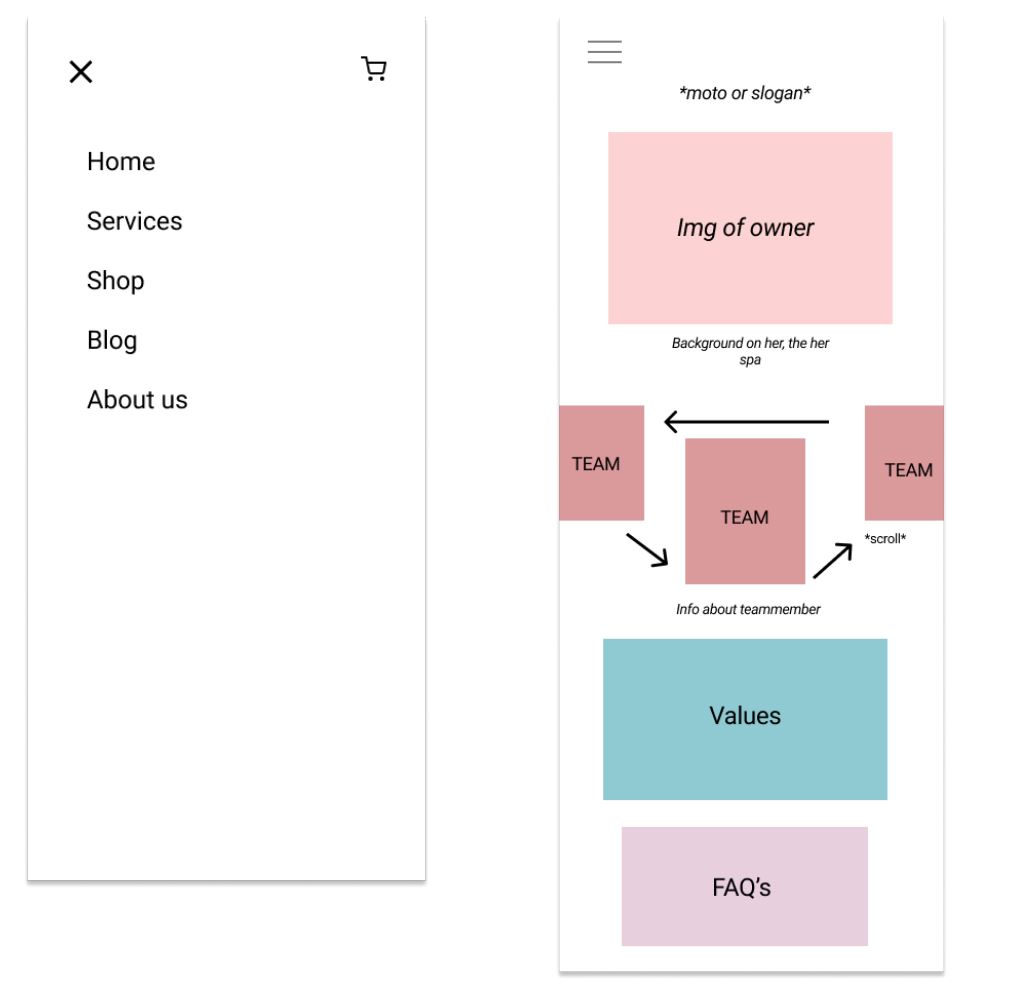 Home
Services
Shop
Blog
About us
*moto or slogan*
Img of owner
Background on her, the her
spa
TEAM
TEAM
TEAM
*scroll*
Info about teammember
Values
FAQ's